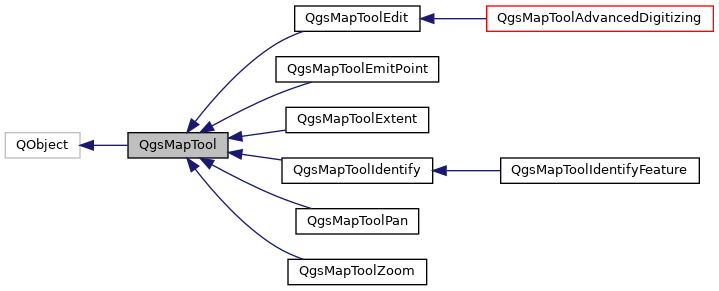 QgsMapToolEdit
QgsMapToolAdvancedDigitizing
QgsMapToolEmitPoint
QgsMapToolExtent
QObject
QgsMapTool
QgsMapToolIdentify
QgsMapToolIdentifyFeature
QgsMapToolPan
QgsMapToolZoom